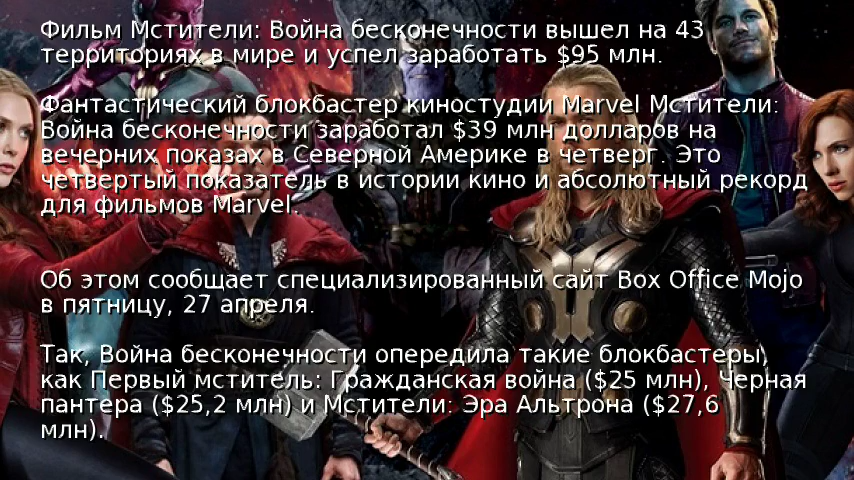 Фильм Мстители: Война бесконечности вышел на 43
территориях в мире и успел заработать $95 млн.
Фантастический блокбастер киностудии Marvel Мстители:
Война бесконечности заработал $39 млн долларов на
вечерних показах в Северной Америке в четверг. Это
четвертый показатель в истории кино и абсолютный рекорд
для фильмов Marvel.
Об этом сообщает специализированный сайт Box Office Mojo
в пятницу, 27 апреля.
Так, Война бесконечности опередила такие блокбастеры,
как Первый мститель: Гражданская война ($25 млн), Черная
пантера ($25,2 млн) и Мстители: Эра Альтрона ($27,6
млн).